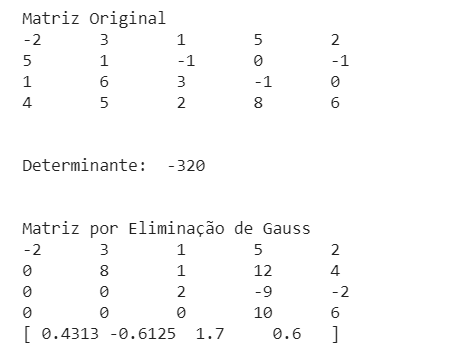 Matriz Original
-2 3 1 5 2
5 1 -1 0 -1
1 6 3 -1 0
4 5 2 8 6
Determinante: -320
Matriz por Eliminação de Gauss
-2 3 1 5 2
0 8 1 12 4
0 0 2 -9 -2
0 0 0 10 6
[ 0.4313 -0.6125 1.7 0.6 ]